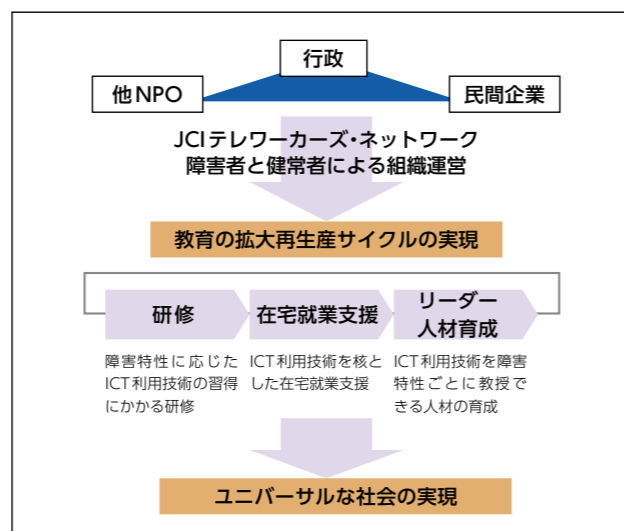 行政
他NPO
民間企業
JCIテレワーカーズ・ネットワーク
障害者と健常者による組織運営
教育の拡大再生産サイクルの実現
研修
障害特性に応じた
ICT利用技術の習得
にかかる研修
在宅就業支援
ICT利用技術を核と
した在宅就業支援
リーダー
人材育成
ICT利用技術を障害
特性ごとに教授で
きる人材の育成
ユニバーサルな社会の実現